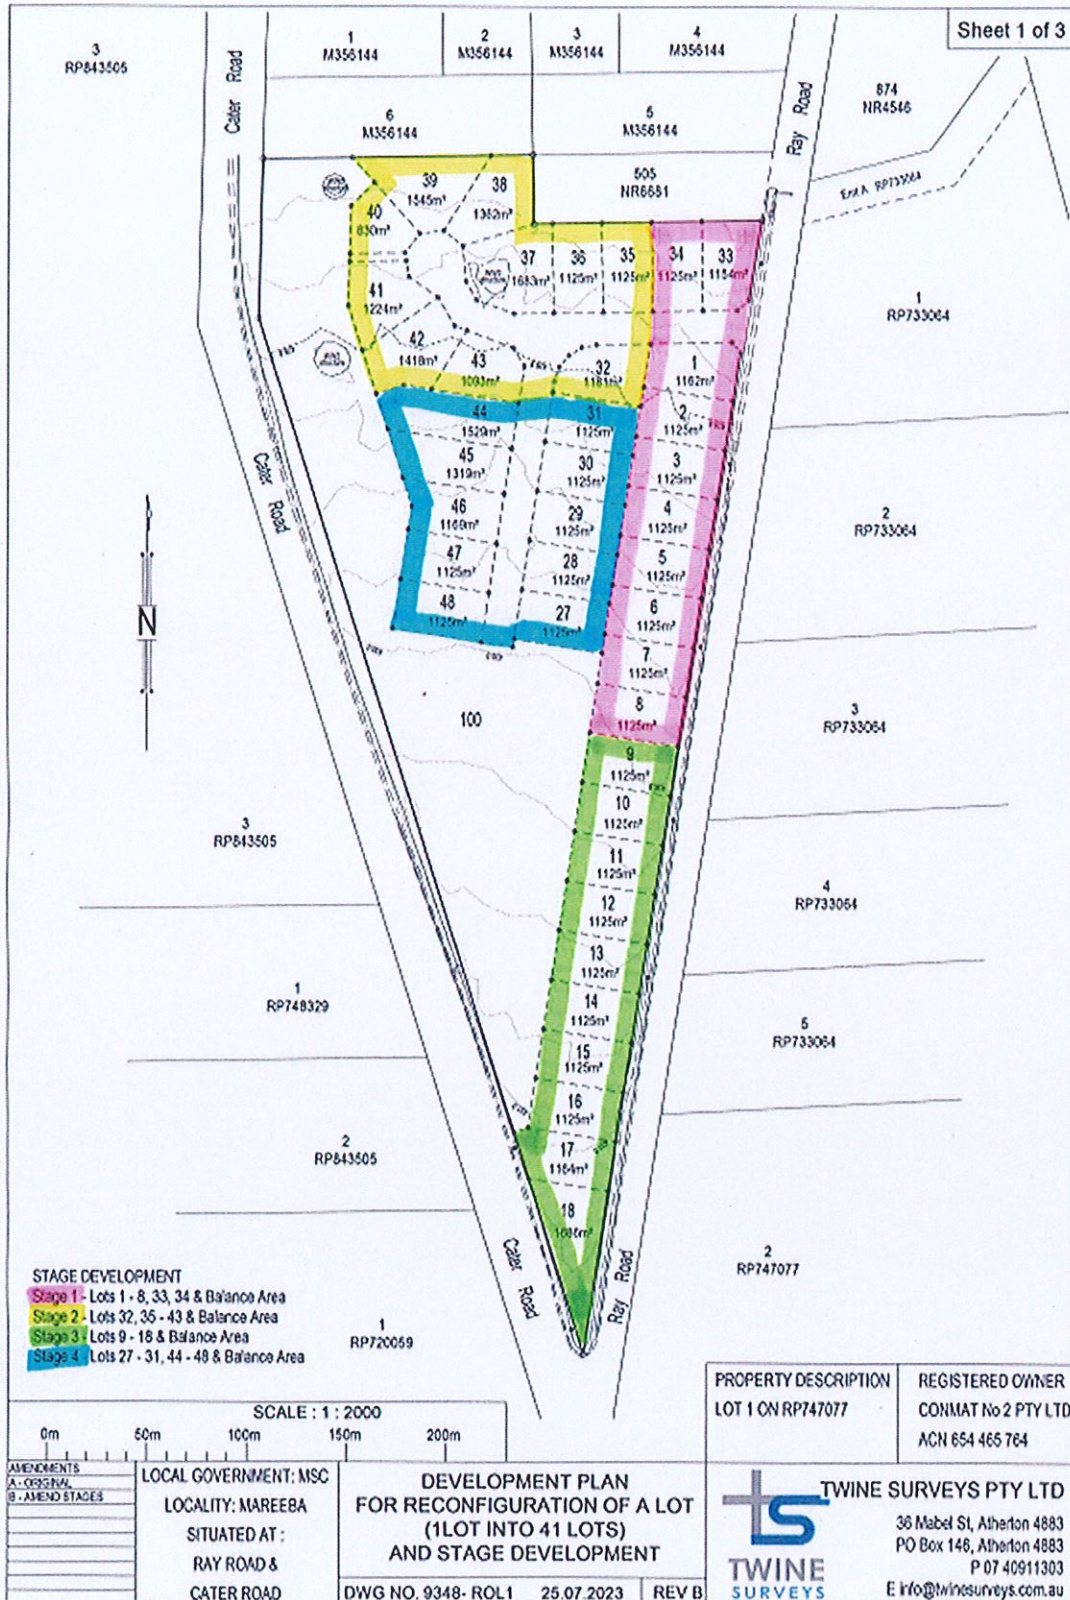 Sheet 1 of 3
3
RP843505
Cater Road
1
M356144
2
M356144
3
M356144
4
M356144
Ray Road
874
NR4546
6
M356144
5
M356144
505
NR6681
Emt A RP733064
39
1545m²
38
1362m²
40
830m²
37
1683m²
36
1125m²
35
1125m²
34
1125m²
33
1154m²
41
1224m²
42
1418m²
43
1093m²
32
1181m²
1
1162m²
1
RP733064
44
1529m²
31
1125m²
2
1125m²
45
1319m²
30
1125m²
3
1125m²
46
1169m²
29
1125m²
4
1125m²
2
RP733064
47
1125m²
28
1125m²
5
1125m²
48
1125m²
27
1125m²
6
1125m²
7
1125m²
8
1125m²
Cater Road
N
100
3
RP733064
9
1125m²
10
1125m²
3
RP843505
11
1125m²
4
RP733064
12
1125m²
13
1125m²
1
RP748329
14
1125m²
5
RP733064
15
1125m²
16
1125m²
2
RP843505
17
1164m²
18
Cater Road
Ray Road
2
RP747077
1
RP720059
STAGE DEVELOPMENT
Stage 1 - Lots 1 - 8, 33, 34 & Balance Area
Stage 2 - Lots 32, 35 - 43 & Balance Area
Stage 3 - Lots 9 - 18 & Balance Area
Stage 4 - Lots 27 - 31, 44 - 48 & Balance Area
SCALE : 1 : 2000
0m 50m 100m 150m 200m
PROPERTY DESCRIPTION
LOT 1 ON RP747077
REGISTERED OWNER
CONMAT No 2 PTY LTD
ACN 654 465 764
AMENDMENTS
A - ORIGINAL
B - AMEND STAGES
LOCAL GOVERNMENT: MSC
LOCALITY: MAREEBA
SITUATED AT :
RAY ROAD &
CATER ROAD
DEVELOPMENT PLAN
FOR RECONFIGURATION OF A LOT
(1LOT INTO 41 LOTS)
AND STAGE DEVELOPMENT
DWG NO. 9348- ROL1 25.07.2023 REV B
TWINE SURVEYS
TWINE SURVEYS PTY LTD
36 Mabel St, Atherton 4883
PO Box 146, Atherton 4883
P 07 40911303
E info@twinesurveys.com.au